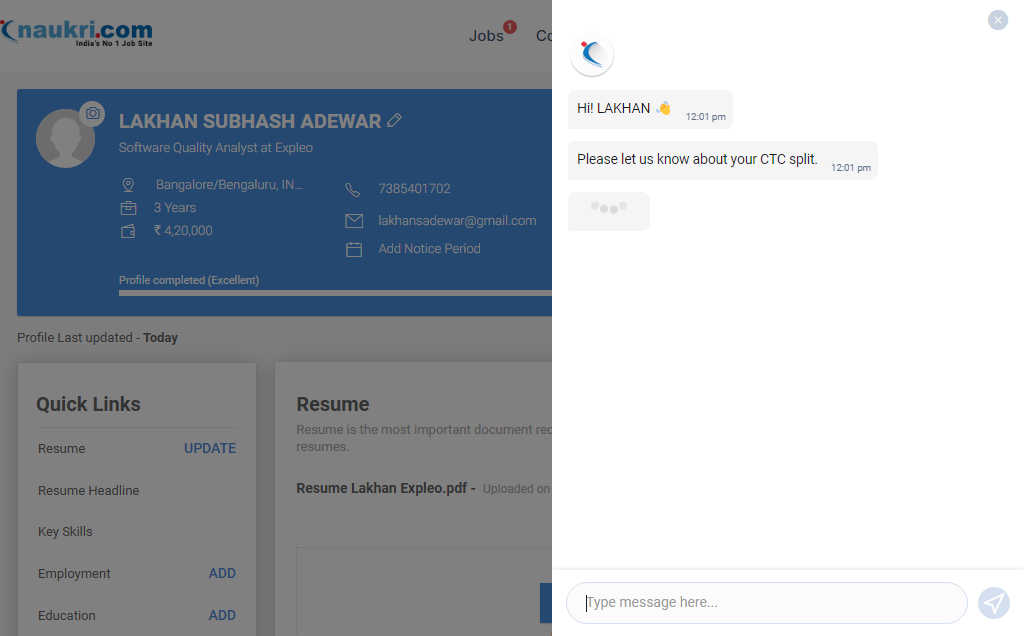 naukri.com
India's No 1 Job Site
Jobs
1
Co
LAKHAN SUBHASH ADEWAR
Software Quality Analyst at Expleo
Bangalore/Bengaluru, IN...
3 Years
₹ 4,20,000
7385401702
lakhansadewar@gmail.com
Add Notice Period
Profile completed (Excellent)
Profile Last updated - Today
Quick Links
Resume UPDATE
Resume Headline
Key Skills
Employment ADD
Education ADD
Resume
Resume is the most important document rec
resumes.
Resume Lakhan Expleo.pdf - Uploaded on
Hi! LAKHAN 👋 12:01 pm
Please let us know about your CTC split. 12:01 pm
Type message here...